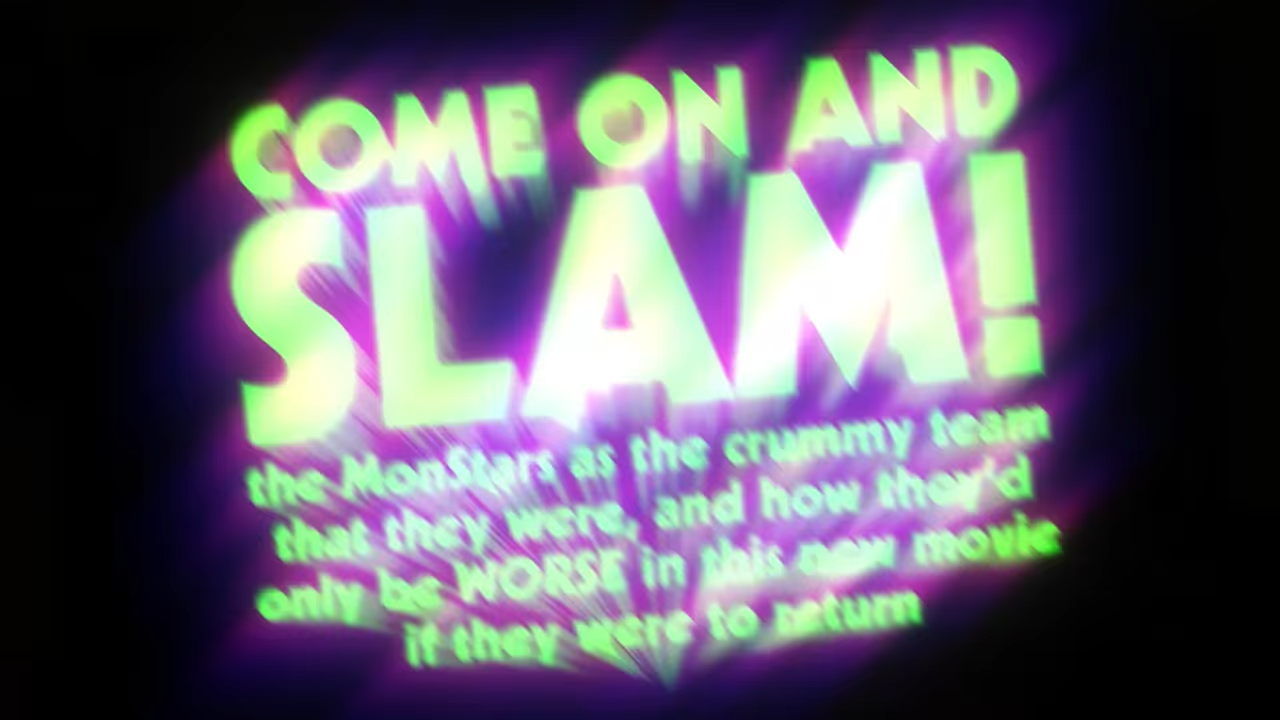 COME ON AND
SLAM!
the MonStars as the crummy team
that they were, and how they'd
only be WORSE in this new movie
if they were to return